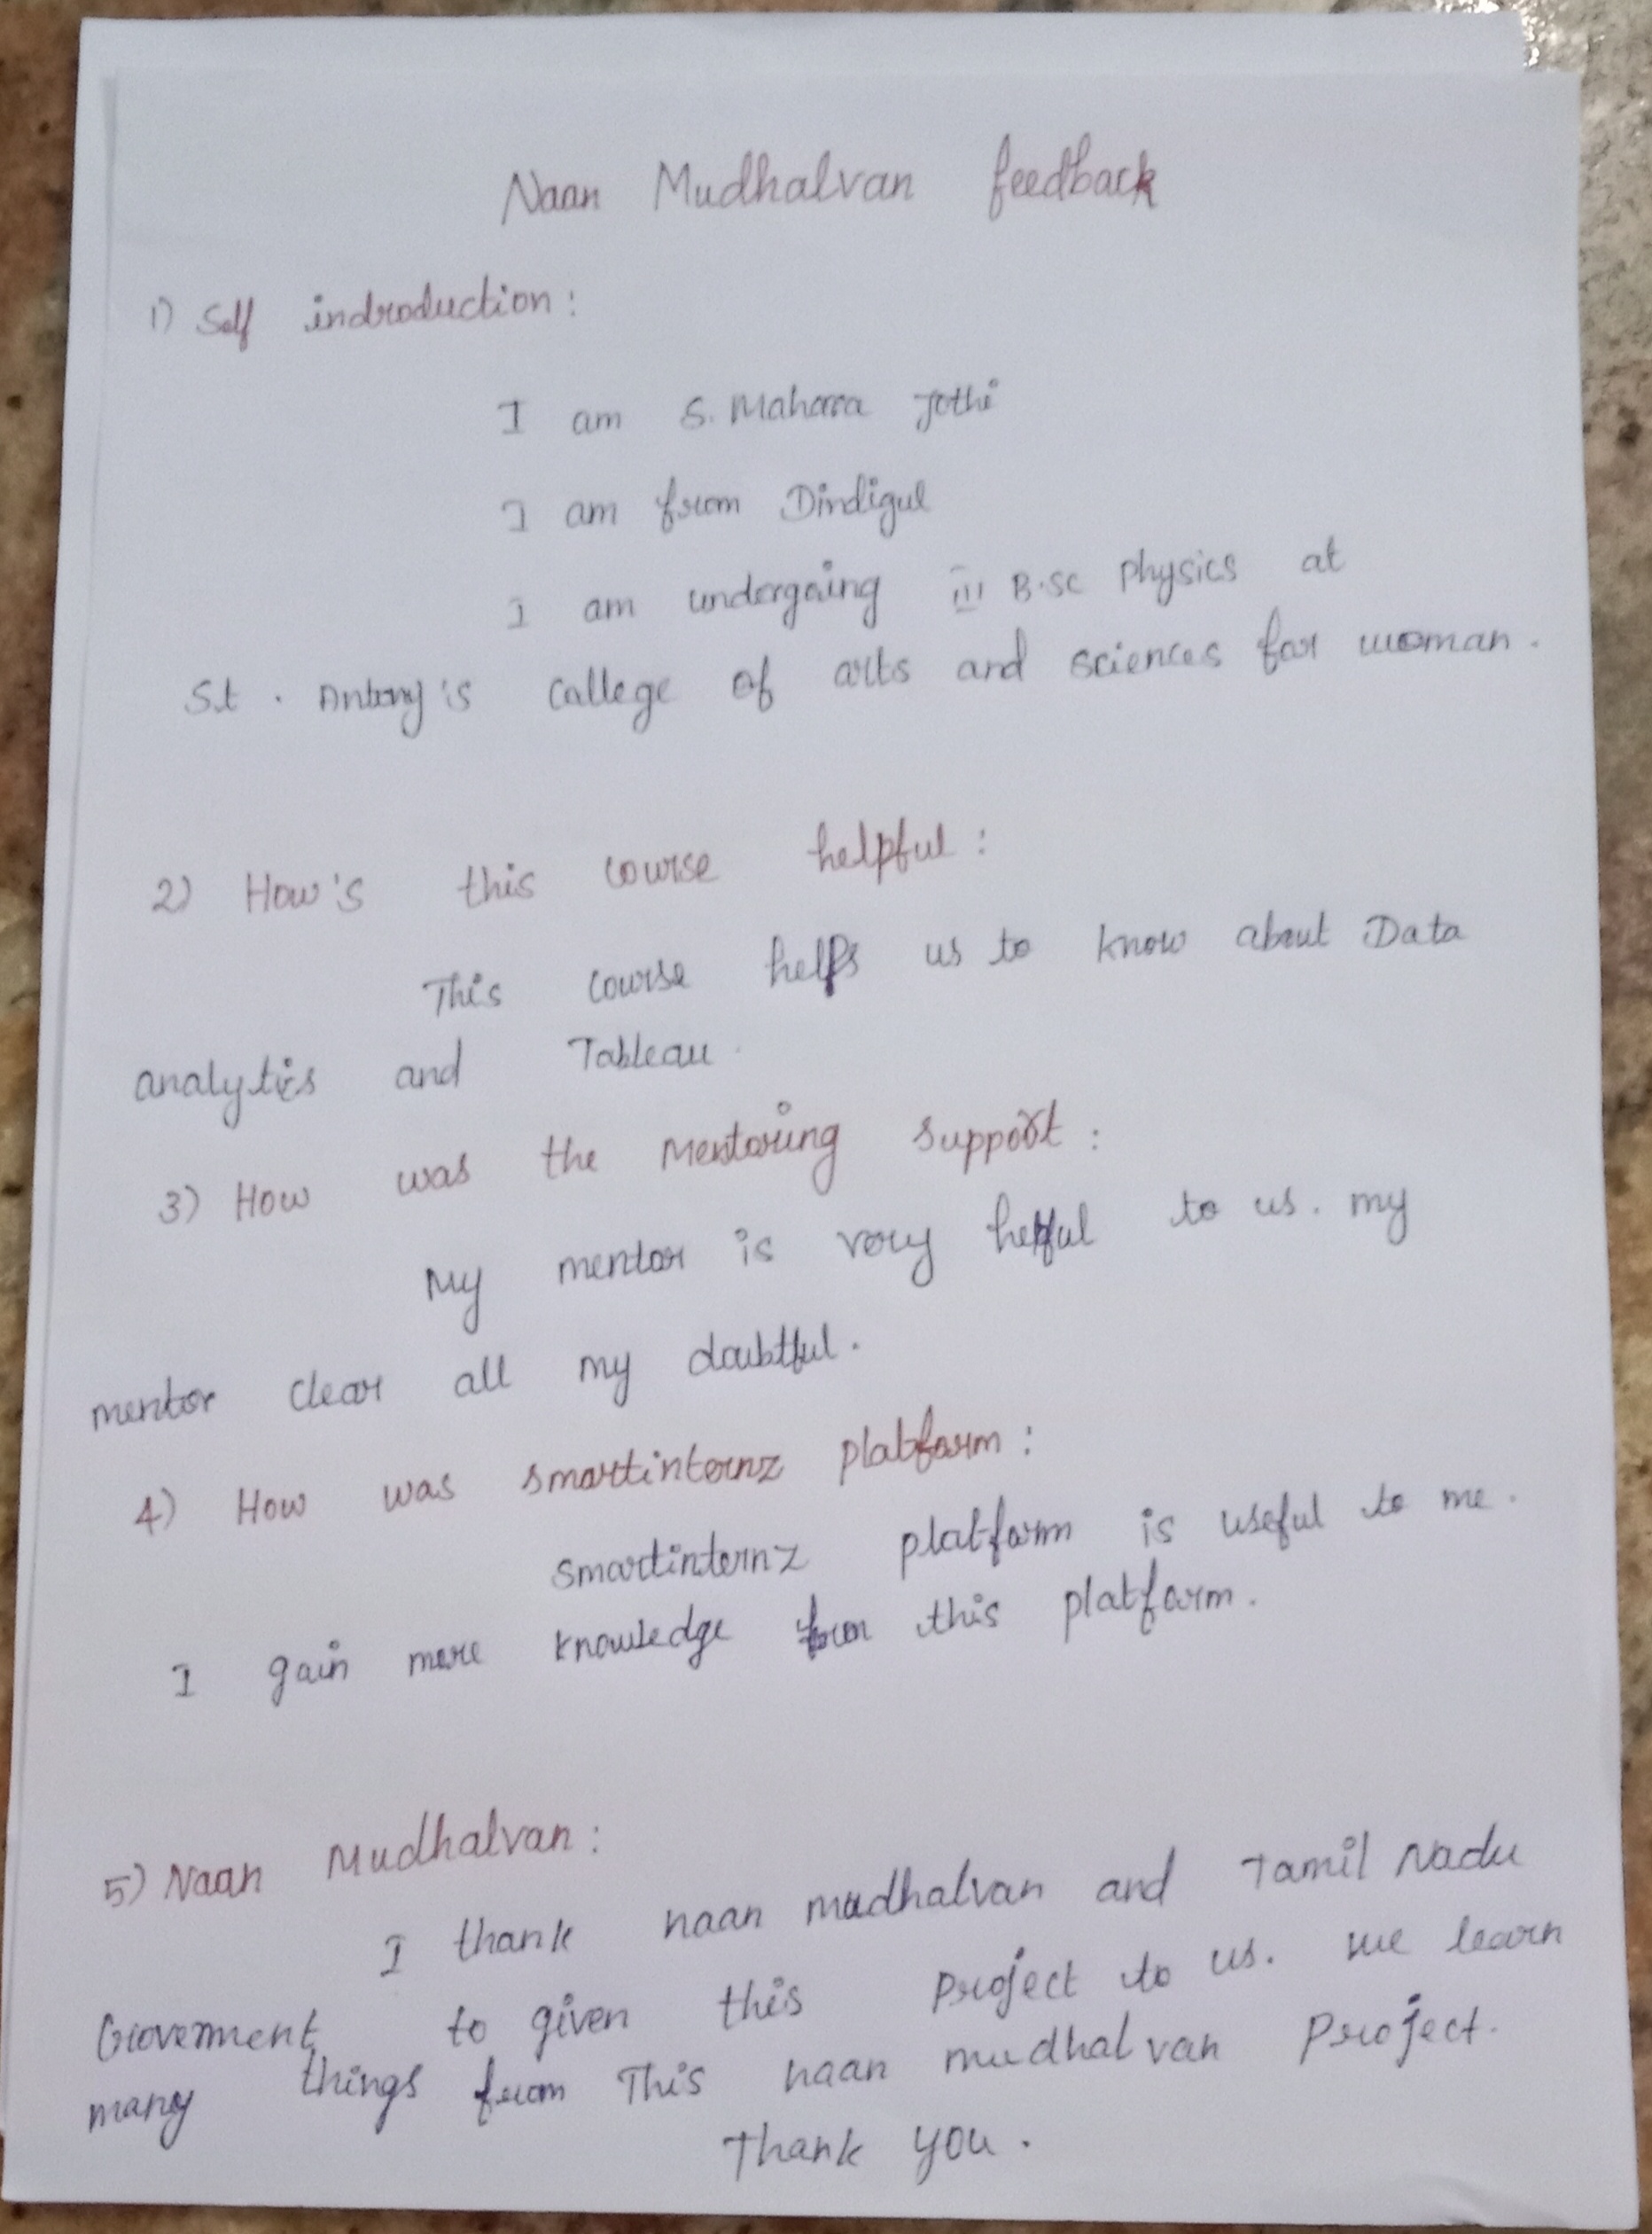 Naan Mudhalvan feedback
1) Self indroduction :
I am S. Mahara Jothi
I am from Dindigul
I am undergoing III B.sc physics at
St. Antony's college of arts and sciences for woman.
2) How's this course helpful :
This course helps us to know about Data
analytics and Tableau.
3) How was the Mentoring support :
My mentor is very helpful to us. my
mentor clear all my doubtful.
4) How was smartinternz platform :
smartinternz platform is useful to me.
I gain more knowledge from this platform.
5) Naan Mudhalvan :
I thank naan mudhalvan and Tamil Nadu
Goverment to given this project to us. we learn
many things from This naan mudhalvan project.
Thank you.